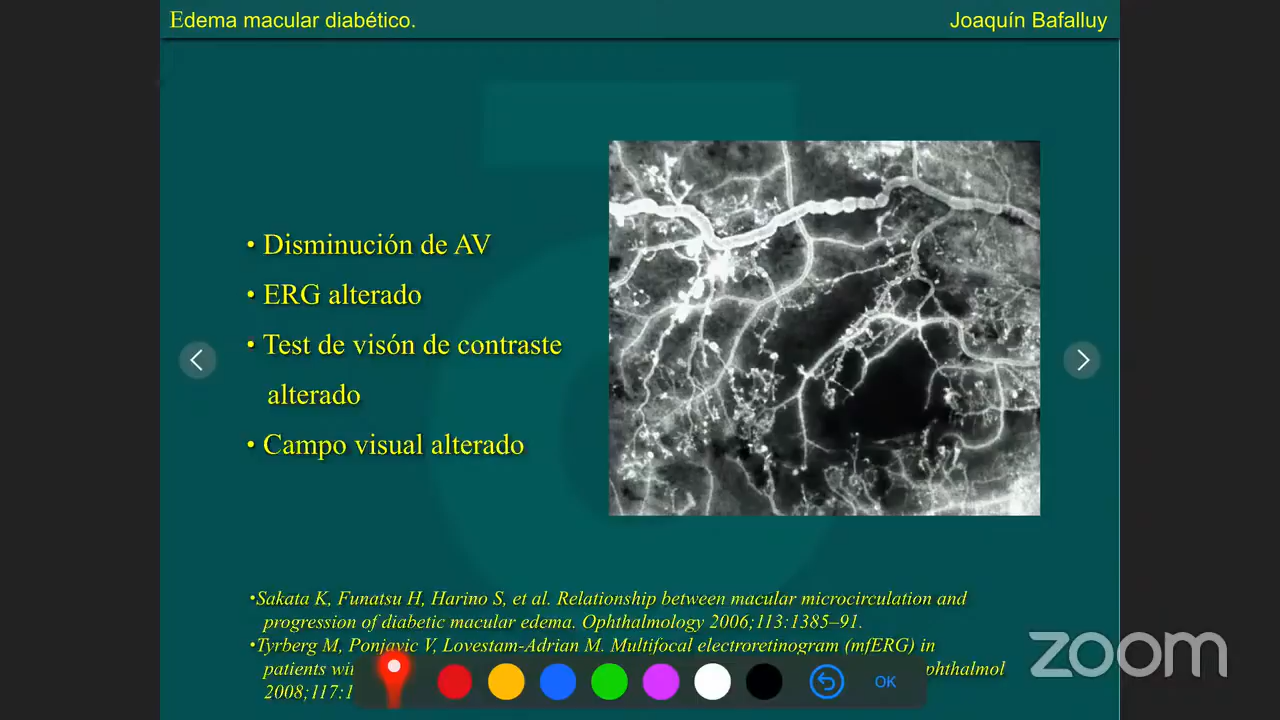 Edema macular diabético.
Joaquín Bafalluy
• Disminución de AV
• ERG alterado
• Test de visón de contraste
alterado
• Campo visual alterado
•Sakata K, Funatsu H, Harino S, et al. Relationship between macular microcirculation and
progression of diabetic macular edema. Ophthalmology 2006;113:1385–91.
•Tyrberg M, Ponjavic V, Lovestam-Adrian M. Multifocal electroretinogram (mfERG) in
patients
2008;117:1
OK
zoom